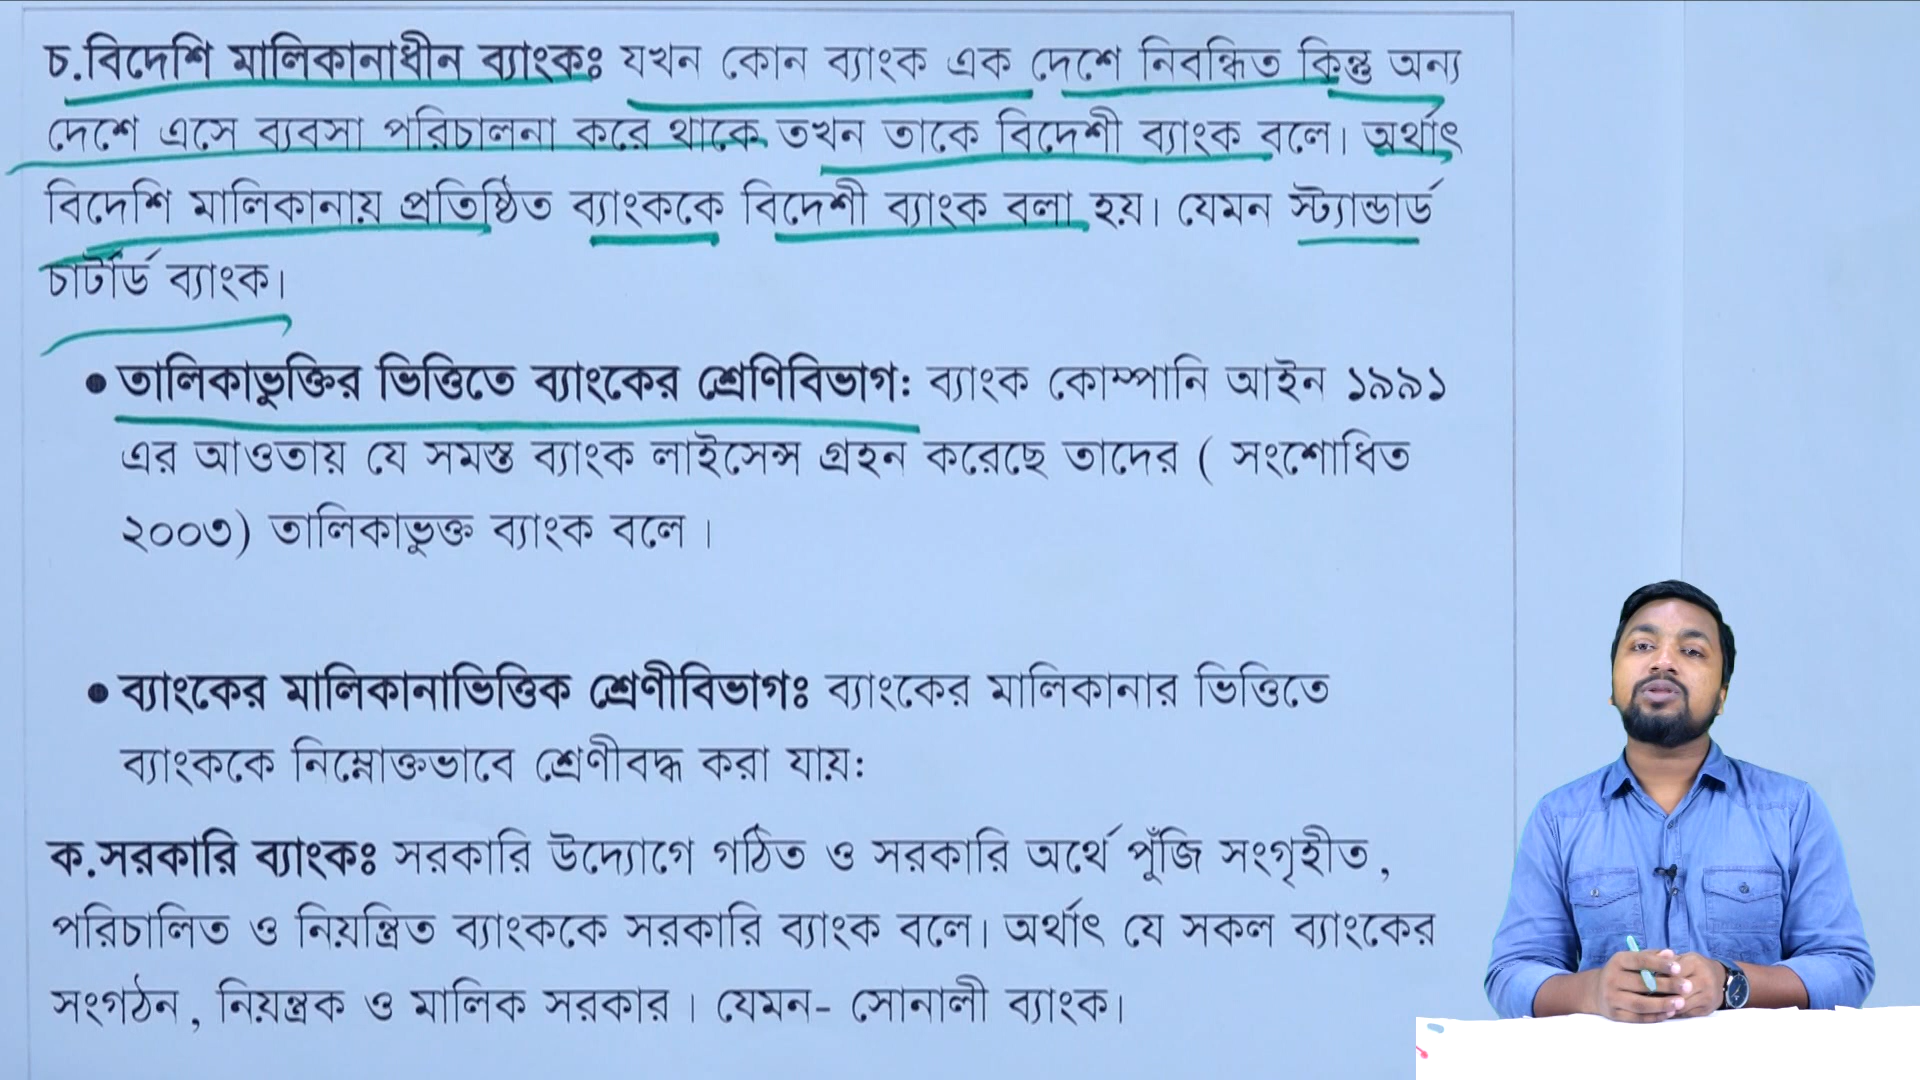 চ.বিদেশি মালিকানাধীন ব্যাংকঃ যখন কোন ব্যাংক এক দেশে নিবন্ধিত কিন্তু অন্য
দেশে এসে ব্যবসা পরিচালনা করে থাকে তখন তাকে বিদেশী ব্যাংক বলে। অর্থাৎ
বিদেশি মালিকানায় প্রতিষ্ঠিত ব্যাংককে বিদেশী ব্যাংক বলা হয়। যেমন স্ট্যান্ডার্ড
চার্টার্ড ব্যাংক।
• তালিকাভুক্তির ভিত্তিতে ব্যাংকের শ্রেণিবিভাগ: ব্যাংক কোম্পানি আইন ১৯৯১
এর আওতায় যে সমস্ত ব্যাংক লাইসেন্স গ্রহন করেছে তাদের ( সংশোধিত
২০০৩) তালিকাভুক্ত ব্যাংক বলে ।
• ব্যাংকের মালিকানাভিত্তিক শ্রেণীবিভাগঃ ব্যাংকের মালিকানার ভিত্তিতে
ব্যাংককে নিম্নোক্তভাবে শ্রেণীবদ্ধ করা যায়:
ক.সরকারি ব্যাংকঃ সরকারি উদ্যোগে গঠিত ও সরকারি অর্থে পুঁজি সংগৃহীত,
পরিচালিত ও নিয়ন্ত্রিত ব্যাংককে সরকারি ব্যাংক বলে। অর্থাৎ যে সকল ব্যাংকের
সংগঠন, নিয়ন্ত্রক ও মালিক সরকার । যেমন- সোনালী ব্যাংক।